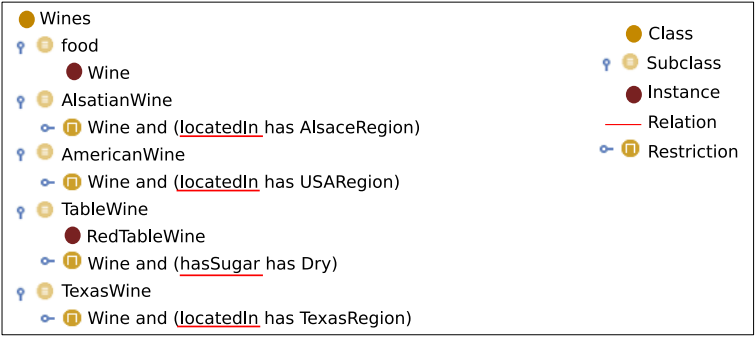 Wines
food
Wine
AlsatianWine
Wine and (locatedIn has AlsaceRegion)
AmericanWine
Wine and (locatedIn has USARegion)
TableWine
RedTableWine
Wine and (hasSugar has Dry)
TexasWine
Wine and (locatedIn has TexasRegion)
Class
Subclass
Instance
Relation
Restriction